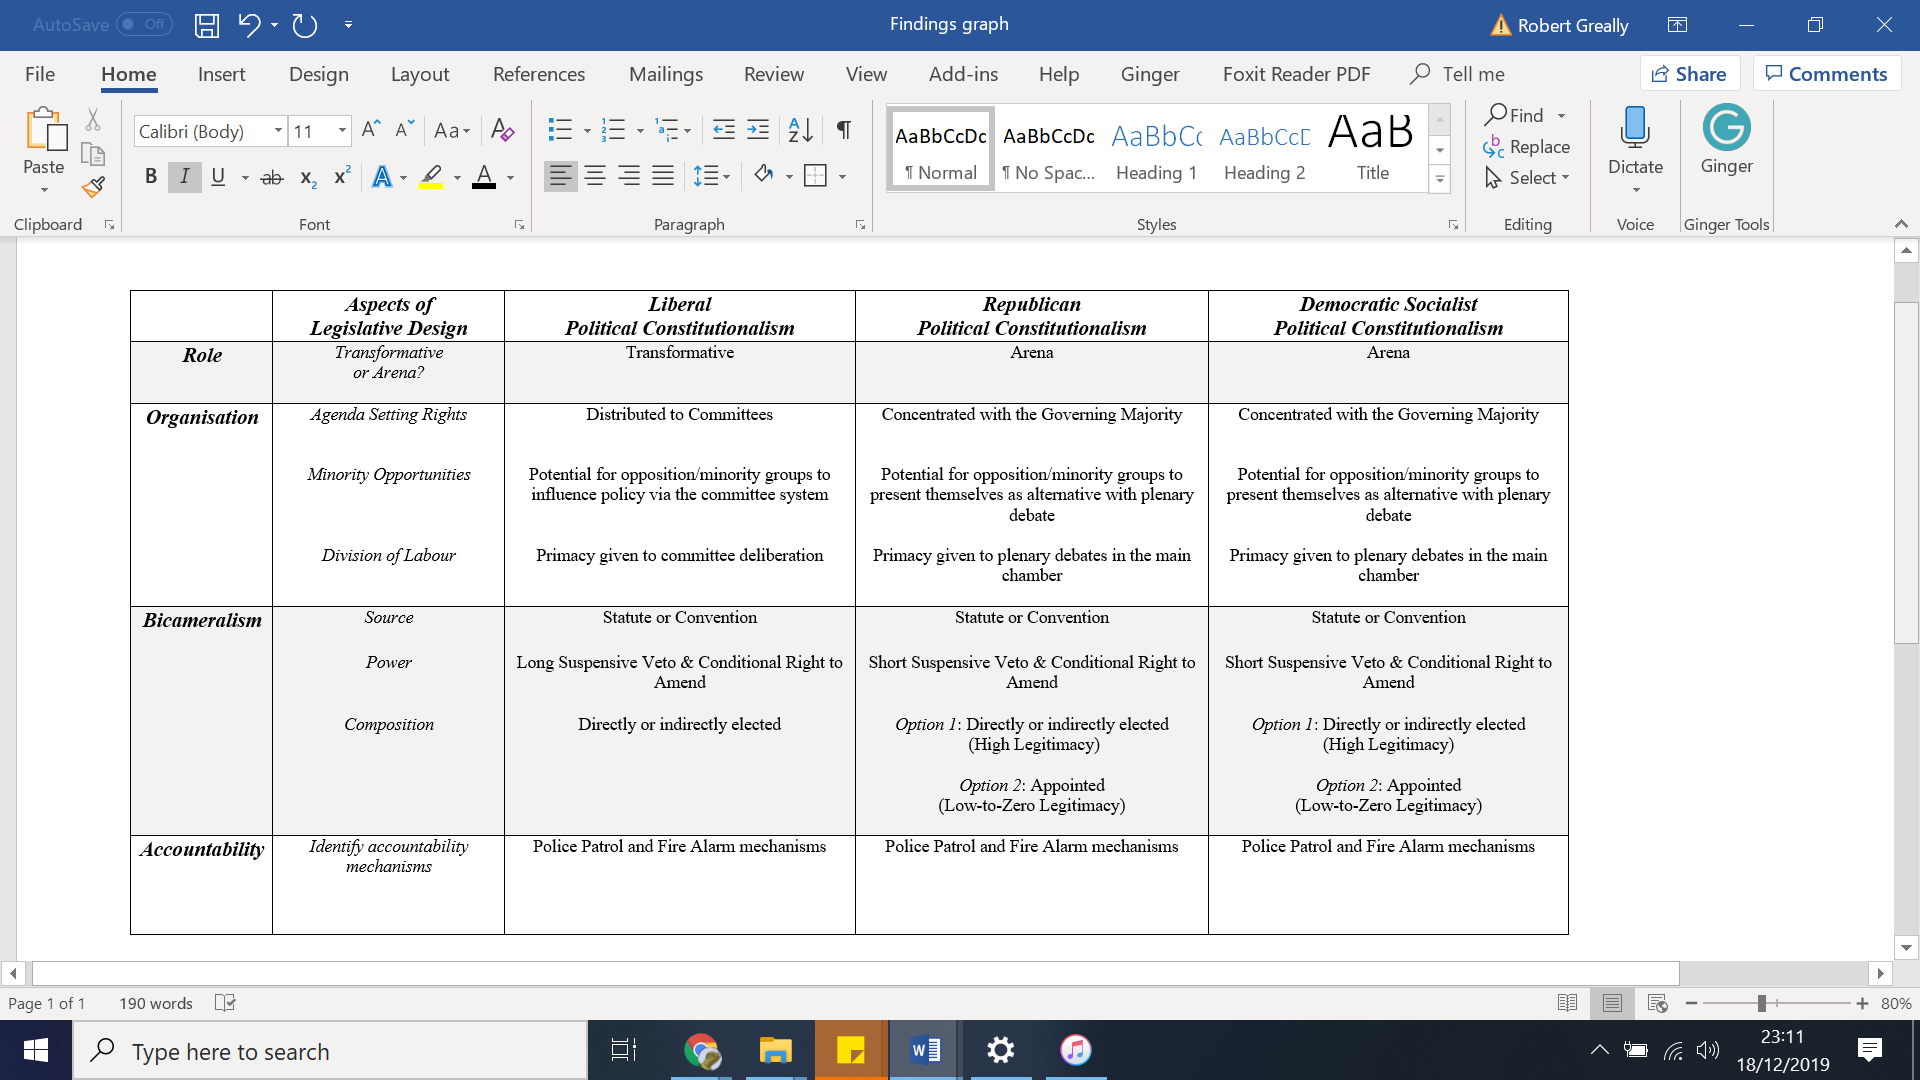 AutoSave Off
Findings graph
Robert Greally
File Home Insert Design Layout References Mailings Review View Add-ins Help Ginger Foxit Reader PDF Tell me Share Comments
Paste
Calibri (Body) 11
Aa
B I U ab x2 x2 A A
AaBbCcDc AaBbCcDc AaBbCc AaBbCcD AaB
¶ Normal ¶ No Spac... Heading 1 Heading 2 Title
Find
Replace
Select
Dictate
Ginger
Clipboard Font Paragraph Styles Editing Voice Ginger Tools
Aspects of
Legislative Design
Liberal
Political Constitutionalism
Republican
Political Constitutionalism
Democratic Socialist
Political Constitutionalism
Role
Transformative
or Arena?
Transformative
Arena
Arena
Organisation
Agenda Setting Rights
Distributed to Committees
Concentrated with the Governing Majority
Concentrated with the Governing Majority
Minority Opportunities
Potential for opposition/minority groups to
influence policy via the committee system
Potential for opposition/minority groups to
present themselves as alternative with plenary
debate
Potential for opposition/minority groups to
present themselves as alternative with plenary
debate
Division of Labour
Primacy given to committee deliberation
Primacy given to plenary debates in the main
chamber
Primacy given to plenary debates in the main
chamber
Bicameralism
Source
Statute or Convention
Statute or Convention
Statute or Convention
Power
Long Suspensive Veto & Conditional Right to
Amend
Short Suspensive Veto & Conditional Right to
Amend
Short Suspensive Veto & Conditional Right to
Amend
Composition
Directly or indirectly elected
Option 1: Directly or indirectly elected
(High Legitimacy)
Option 2: Appointed
(Low-to-Zero Legitimacy)
Option 1: Directly or indirectly elected
(High Legitimacy)
Option 2: Appointed
(Low-to-Zero Legitimacy)
Accountability
Identify accountability
mechanisms
Police Patrol and Fire Alarm mechanisms
Police Patrol and Fire Alarm mechanisms
Police Patrol and Fire Alarm mechanisms
Page 1 of 1 190 words
80%
Type here to search
23:11
18/12/2019